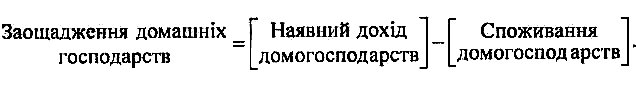 Заощадження домашніх господарств = [Наявний дохід домогосподарств] − [Споживання домогосподарств].